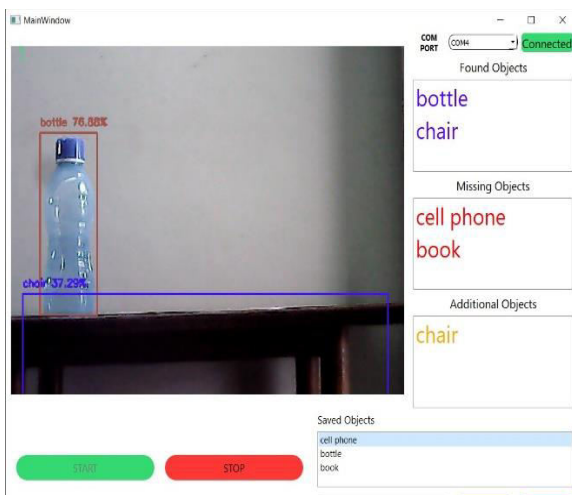 MainWindow
COM PORT
COM4
Connected
Found Objects
bottle
chair
Missing Objects
cell phone
book
Additional Objects
chair
bottle 76.88%
chair 37.29%
Saved Objects
cell phone
bottle
book
START
STOP